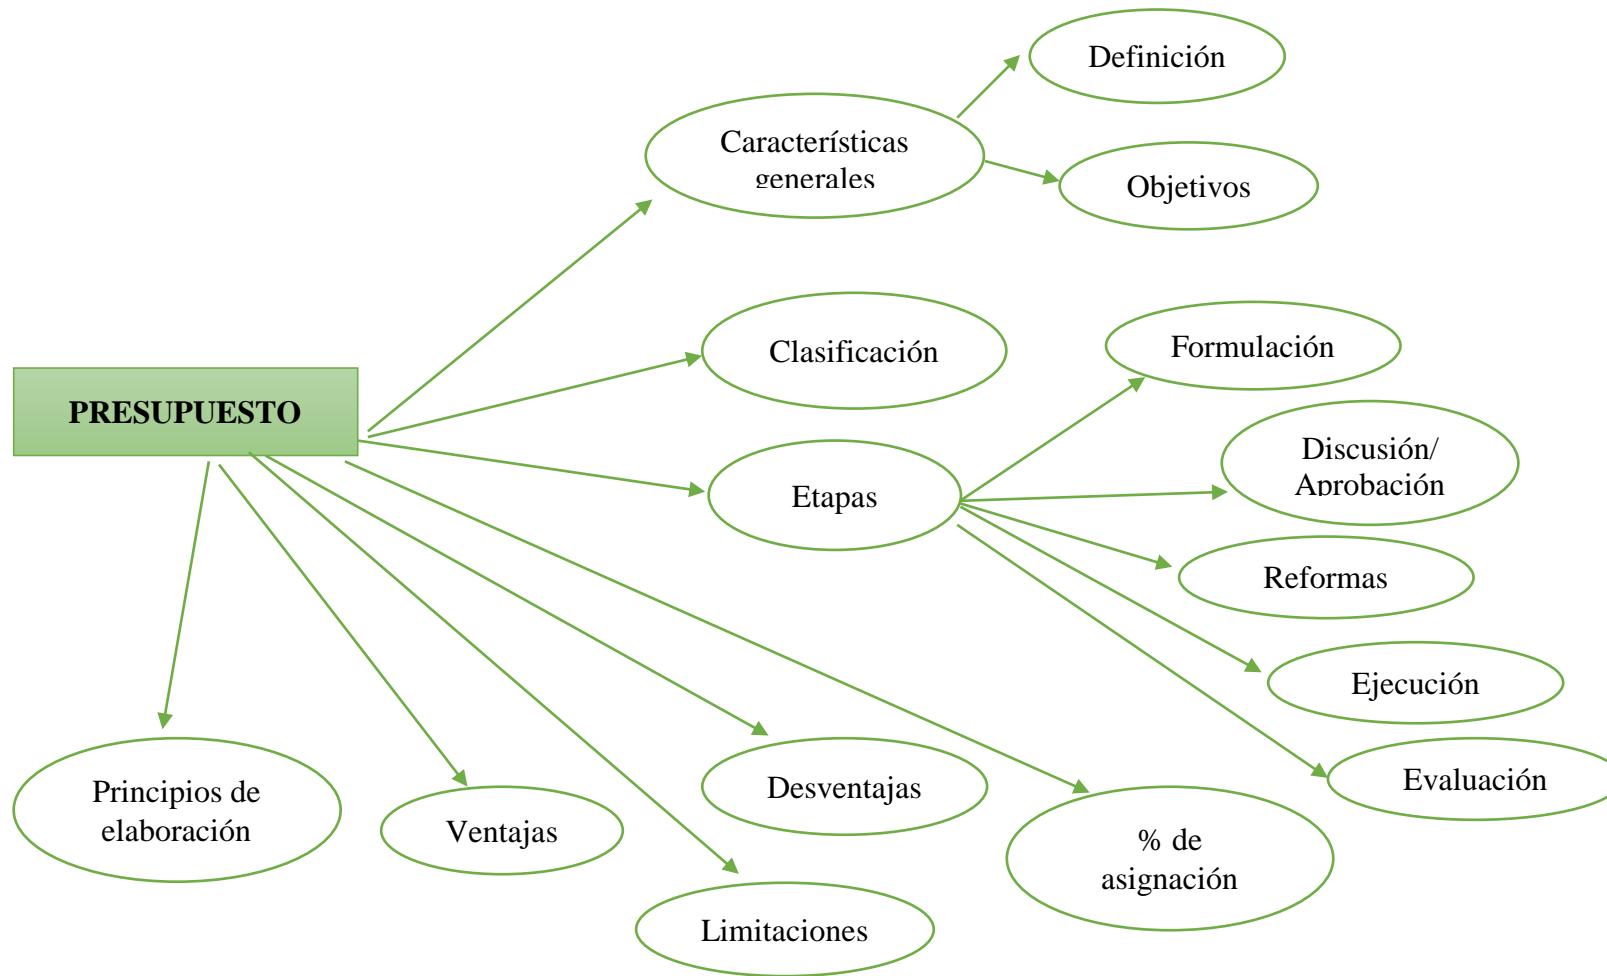 Definición
Característícas
generales
Objetivos
Clasificación
Formulación
PRESUPUESTO
Discusión/
Aprobación
Etapas
Reformas
Ejecución
Evaluación
Desventajas
Principios de
elaboración
Ventajas
% de
asignación
Limitaciones